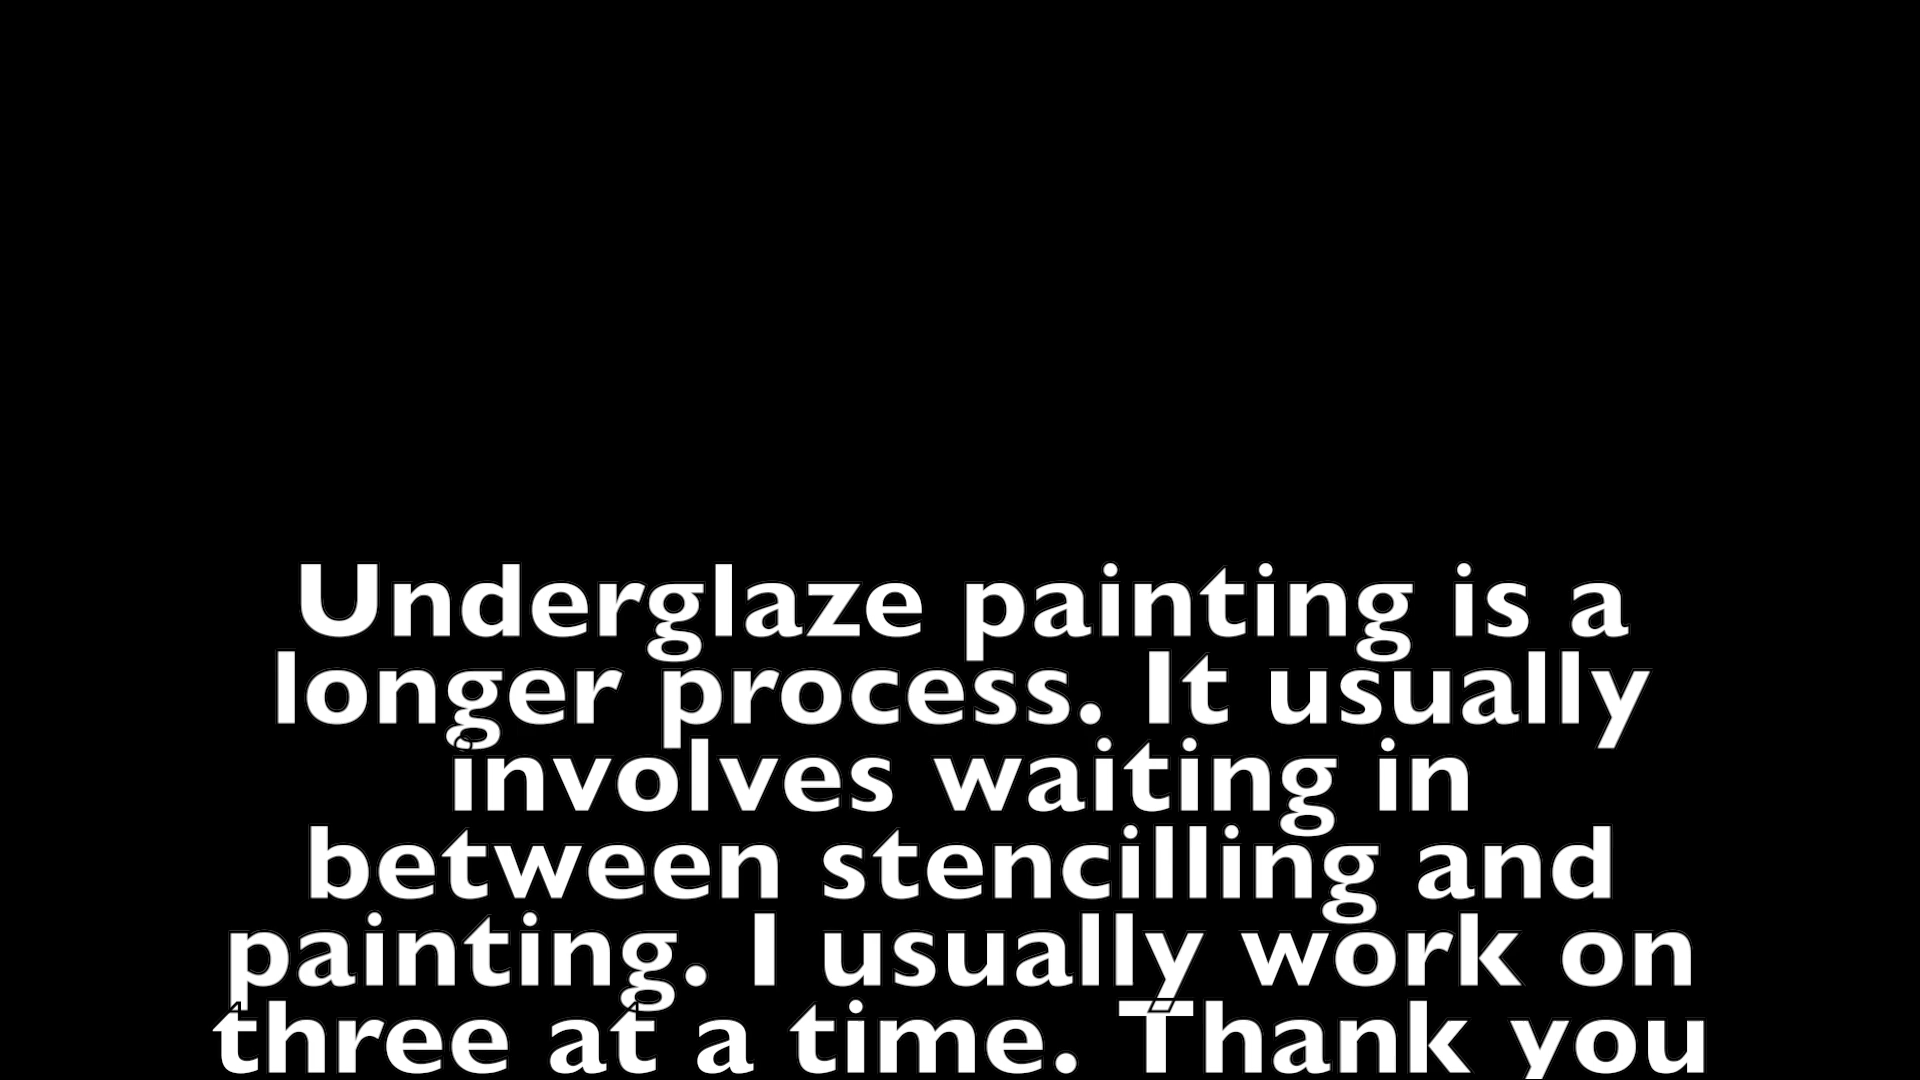 Underglaze painting is a
longer process. It usually
involves waiting in
between stencilling and
painting. I usually work on
three at a time. Thank you